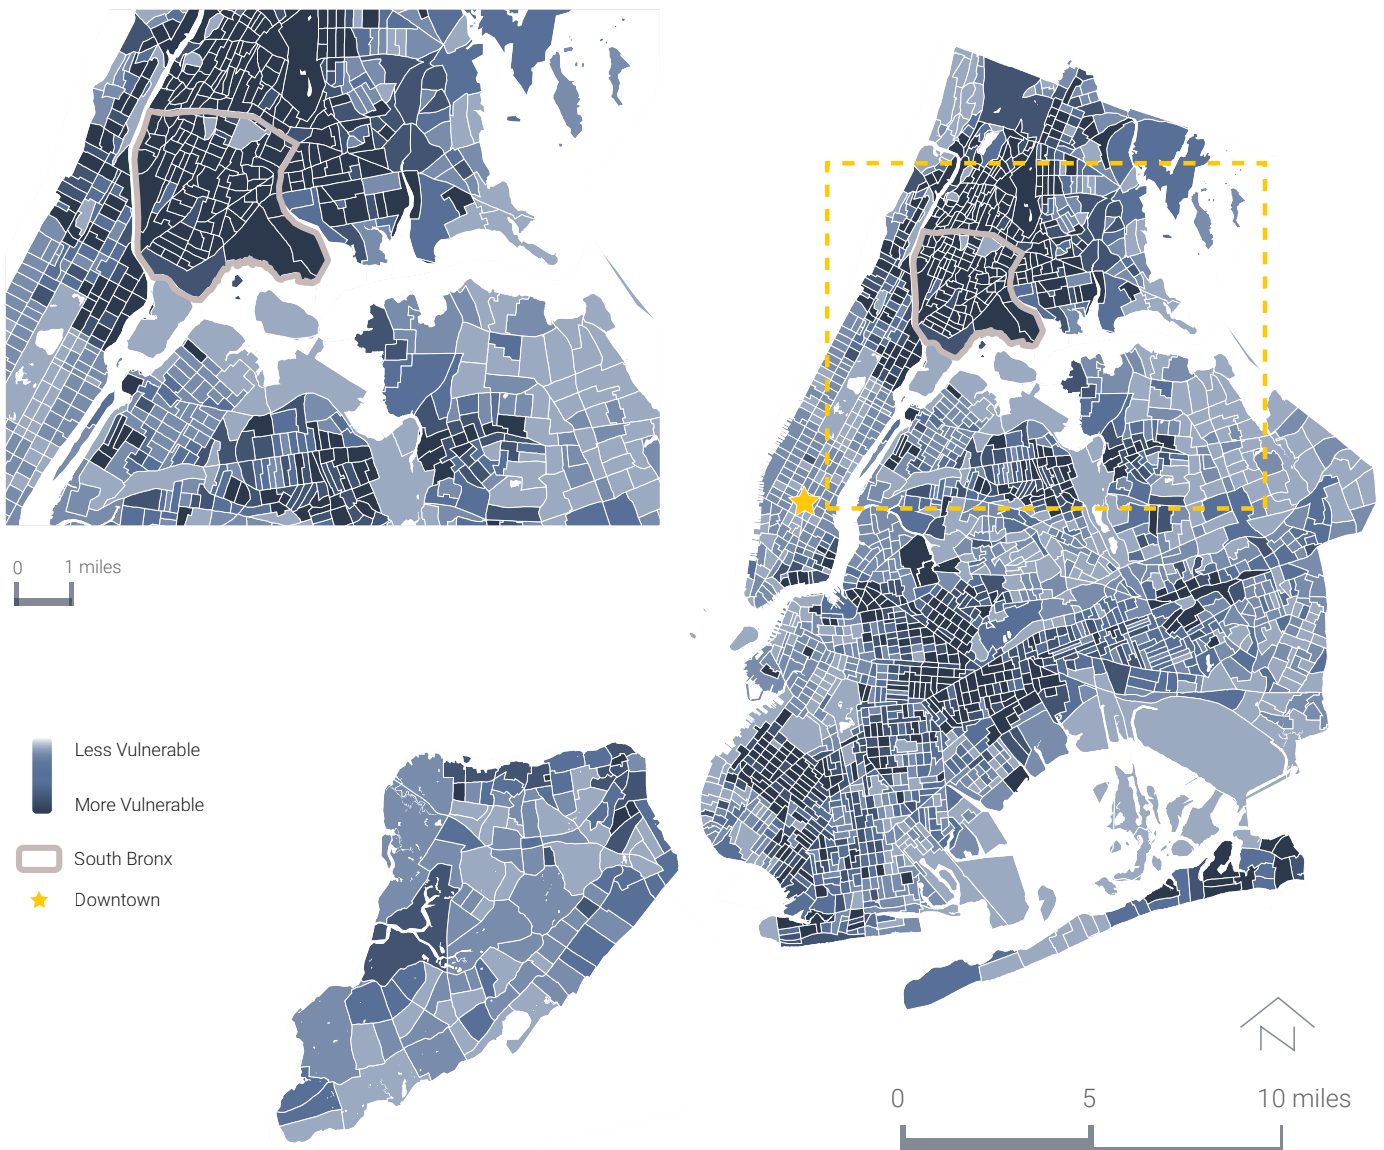 0 1 miles
Less Vulnerable
More Vulnerable
South Bronx
Downtown
N
0 5 10 miles